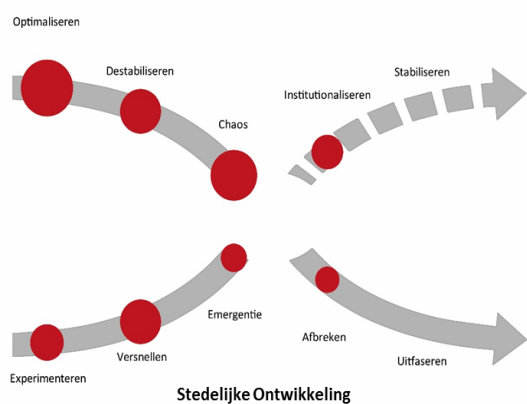 Optimaliseren
Destabiliseren
Chaos
Institutionaliseren
Stabiliseren
Experimenteren
Versnellen
Emergentie
Afbreken
Uitfaseren
Stedelijke Ontwikkeling